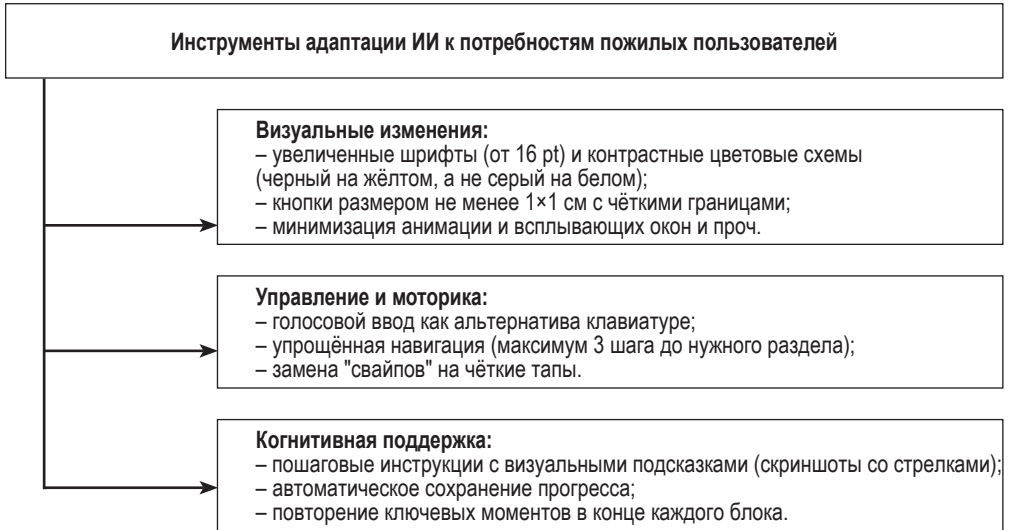 Инструменты адаптации ИИ к потребностям пожилых пользователей
Визуальные изменения:
– увеличенные шрифты (от 16 pt) и контрастные цветовые схемы
(черный на жёлтом, а не серый на белом);
– кнопки размером не менее 1×1 см с чёткими границами;
– минимизация анимации и всплывающих окон и проч.
Управление и моторика:
– голосовой ввод как альтернатива клавиатуре;
– упрощённая навигация (максимум 3 шага до нужного раздела);
– замена "свайпов" на чёткие тапы.
Когнитивная поддержка:
– пошаговые инструкции с визуальными подсказками (скриншоты со стрелками);
– автоматическое сохранение прогресса;
– повторение ключевых моментов в конце каждого блока.